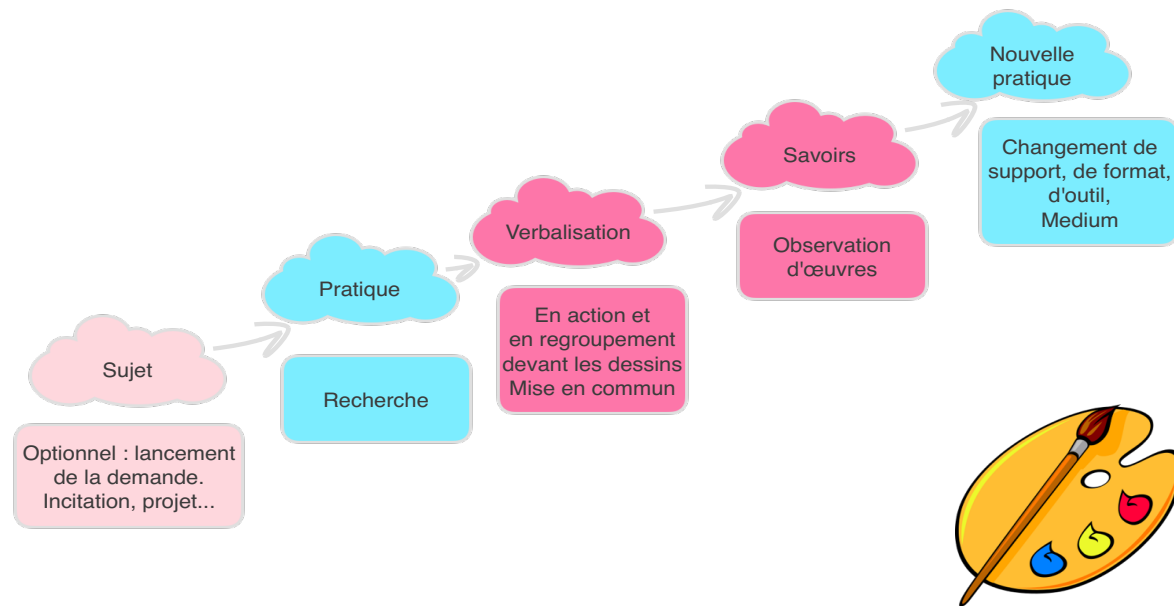 Sujet
Optionnel : lancement
de la demande.
Incitation, projet...
Pratique
Recherche
Verbalisation
En action et
en regroupement
devant les dessins
Mise en commun
Savoirs
Observation
d'œuvres
Nouvelle
pratique
Changement de
support, de format,
d'outil,
Medium